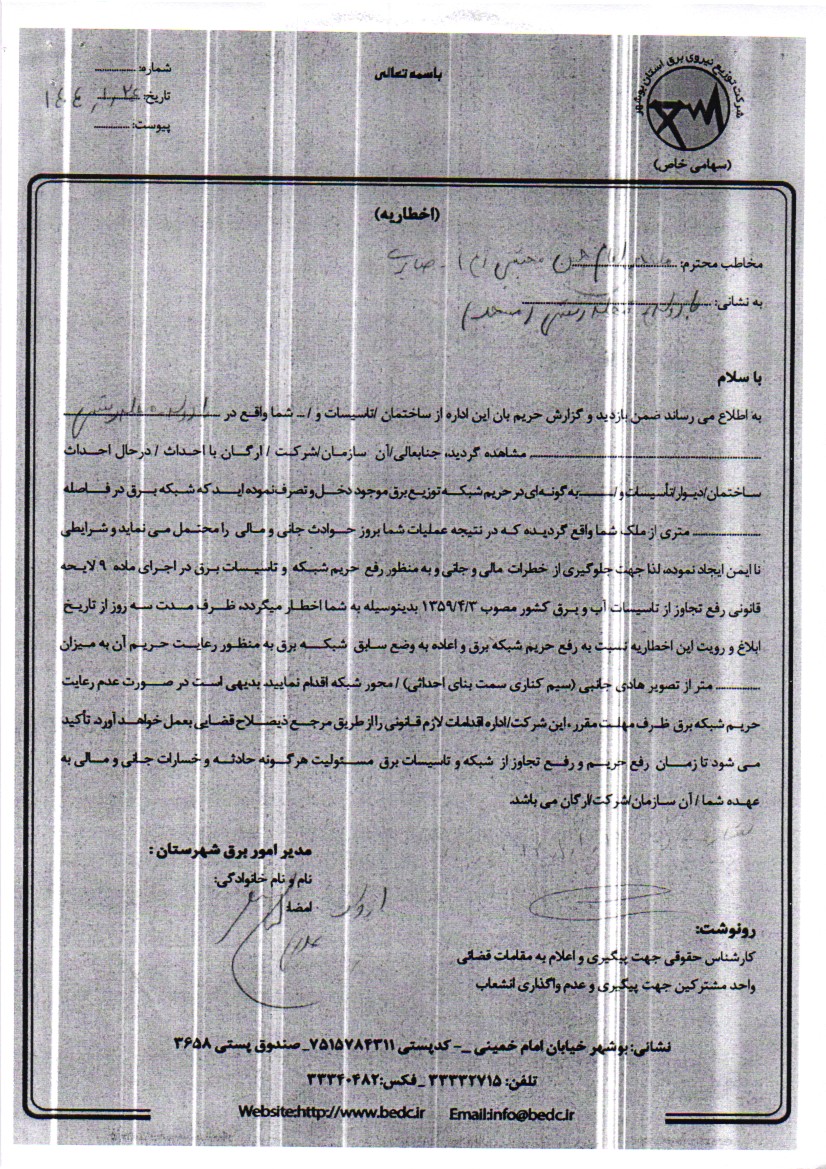 باسمه تعالی
شرکت توزیع نیروی برق استان بوشهر
(سهامی خاص)
شماره: ..............
تاریخ:
پیوست: ............
(اخطاریه)
مخاطب محترم: امام حسن مجتبی
به نشانی:
با سلام
به اطلاع می رساند ضمن بازدید و گزارش حریم بان این اداره از ساختمان /تاسیسات و /... شما واقع در
مشاهده گردید، جنابعالی/آن سازمان/شرکت / ارگان با احداث / درحال احداث
ساختمان/دیوار/تأسیسات و /........ به گونه ای در حریم شبکه توزیع برق موجود دخل و تصرف نموده اید که شبکه برق در فاصله
................ متری از ملک شما واقع گردیده که در نتیجه عملیات شما بروز حوادث جانی و مالی را محتمل می نماید و شرایطی
نا ایمن ایجاد نموده، لذا جهت جلوگیری از خطرات مالی و جانی و به منظور رفع حریم شبکه و تاسیسات برق در اجرای ماده ۹ لایحه
قانونی رفع تجاوز از تاسیسات آب و برق کشور مصوب ۱۳۵۹/۴/۳ بدینوسیله به شما اخطار میگردد، ظرف مدت سه روز از تاریخ
ابلاغ و رویت این اخطاریه نسبت به رفع حریم شبکه برق و اعاده به وضع سابق شبکه برق به منظور رعایت حریم آن به میزان
............ متر از تصویر هادی جانبی (سیم کناری سمت بنای احداثی) / محور شبکه اقدام نمایید. بدیهی است در صورت عدم رعایت
حریم شبکه برق ظرف مهلت مقرر ، این شرکت/اداره اقدامات لازم قانونی را از طریق مرجع ذیصلاح قضایی بعمل خواهد آورد. تأکید
می شود تا زمان رفع حریم و رفع تجاوز از شبکه و تاسیسات برق مسئولیت هرگونه حادثه و خسارات جانی و مالی به
عهده شما / آن سازمان/شرکت/ارگان می باشد.
مدیر امور برق شهرستان :
نام و نام خانوادگی:
امضاء
رونوشت:
کارشناس حقوقی جهت پیگیری و اعلام به مقامات قضائی
واحد مشترکین جهت پیگیری و عدم واگذاری انشعاب
نشانی: بوشهر خیابان امام خمینی _- کدپستی ۷۵۱۵۷۸۴۳۱۱_ صندوق پستی ۳۶۵۸
تلفن: ۳۳۳۳۲۷۱۵ _فکس: ۳۳۳۴۰۴۸۲
Website:http://www.bedc.ir Email:info@bedc.ir